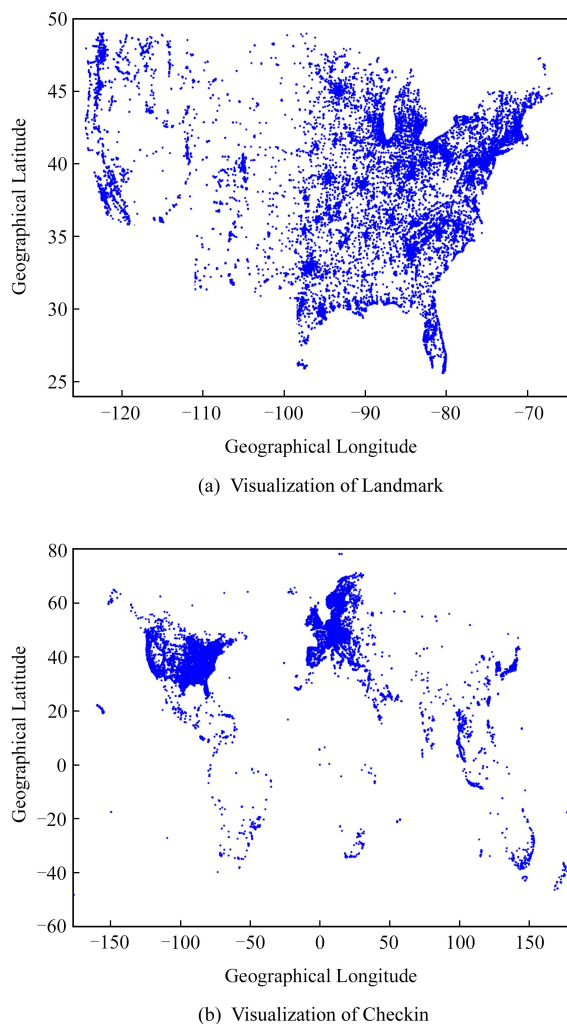 50
45
40
35
30
25
Geographical Latitude
−120 −110 −100 −90 −80 −70
Geographical Longitude
(a) Visualization of Landmark
80
60
40
20
0
−20
−40
−60
Geographical Latitude
−150 −100 −50 0 50 100 150
Geographical Longitude
(b) Visualization of Checkin